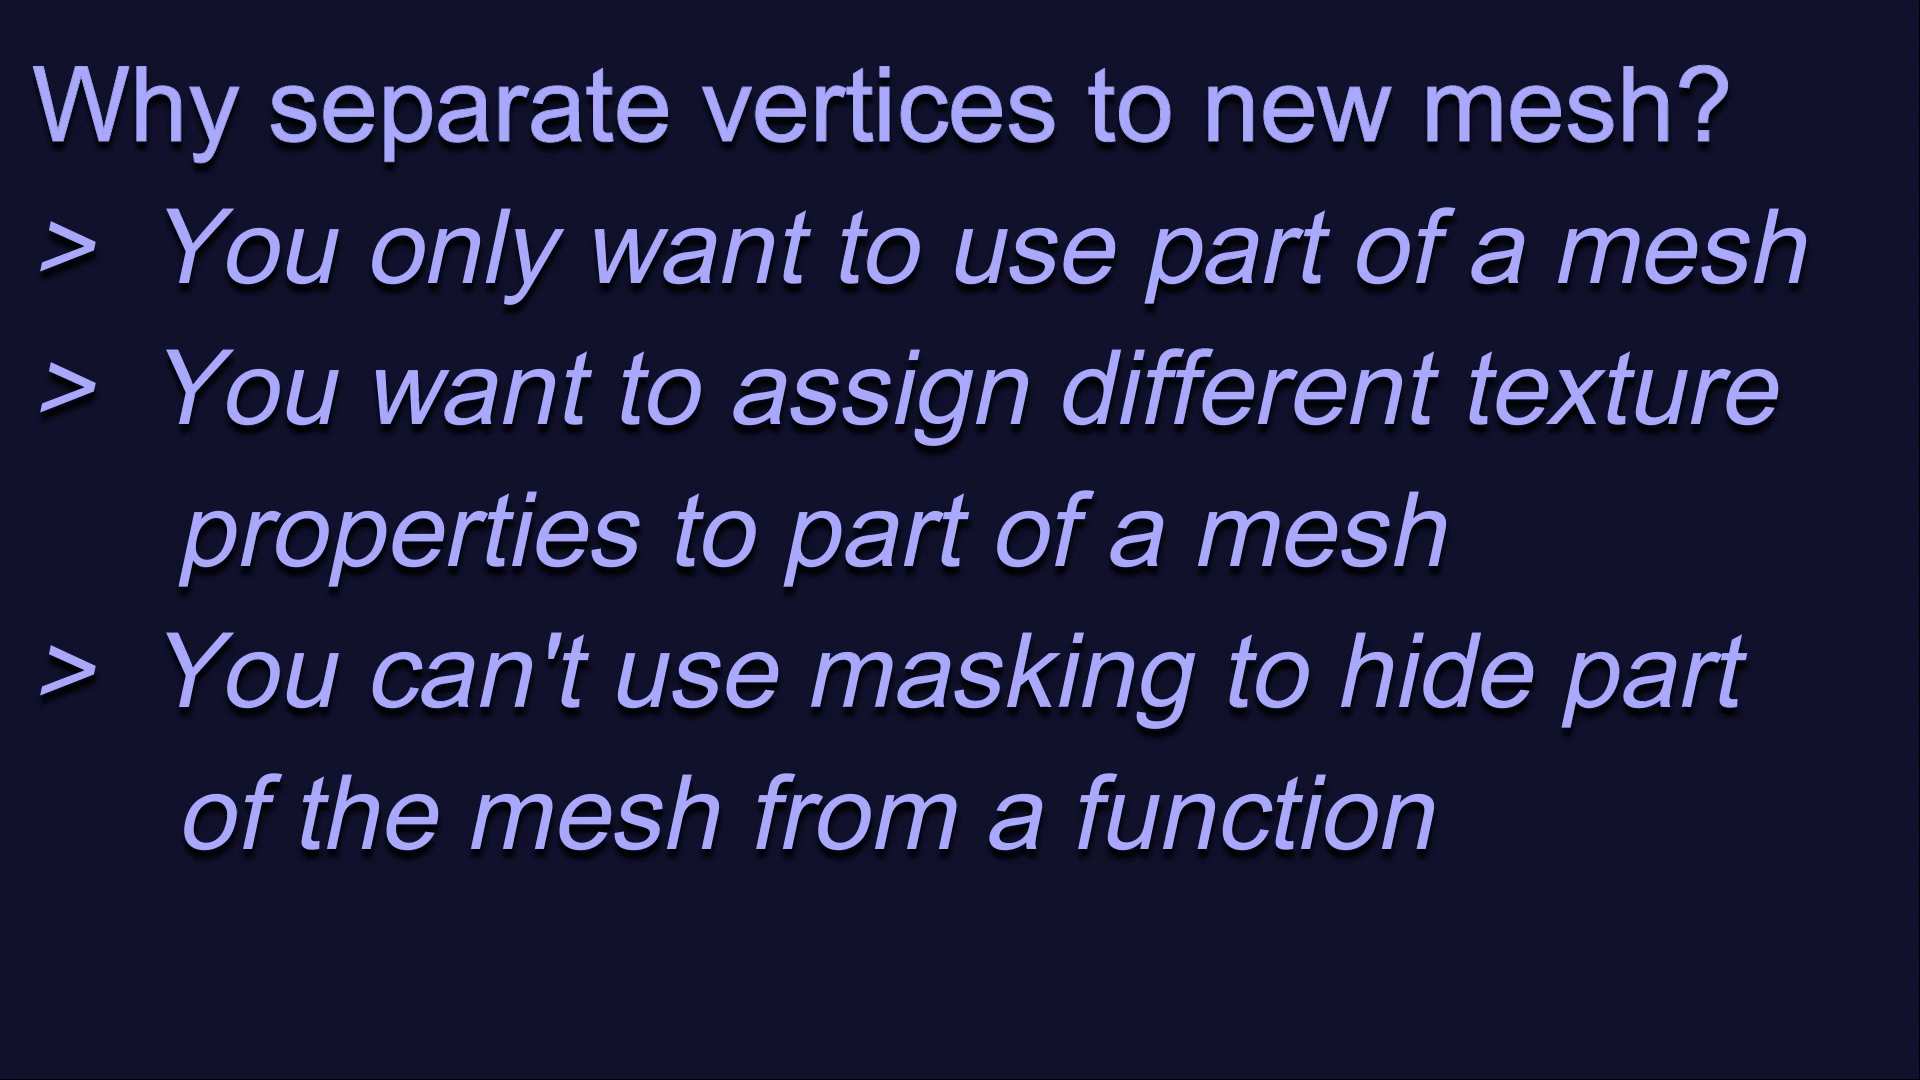 Why separate vertices to new mesh?
> You only want to use part of a mesh
> You want to assign different texture
properties to part of a mesh
> You can't use masking to hide part
of the mesh from a function